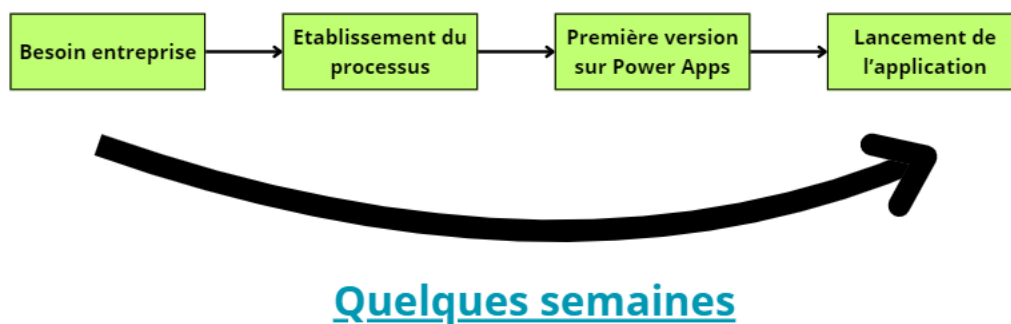 Besoin entreprise
Etablissement du
processus
Première version
sur Power Apps
Lancement de
l’application
Quelques semaines